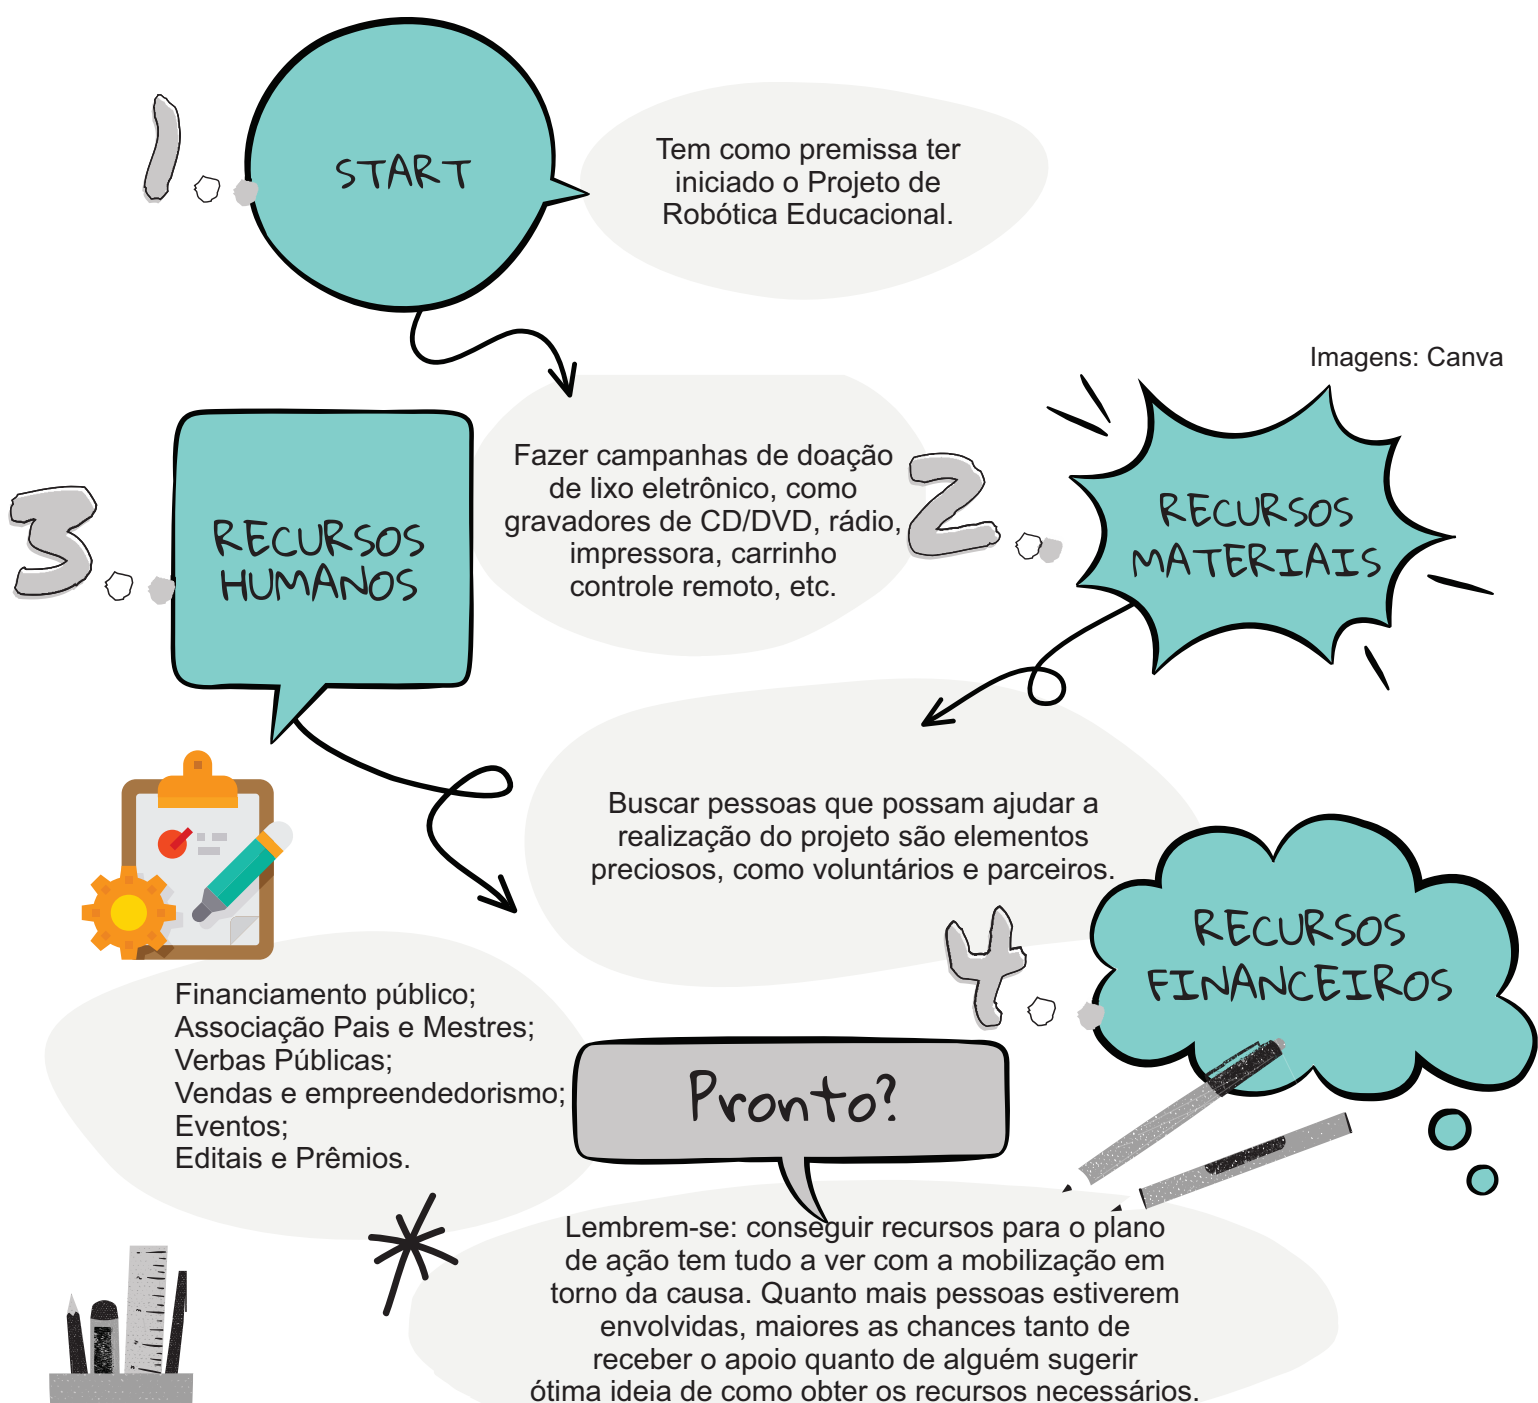 1.
START
Tem como premissa ter
iniciado o Projeto de
Robótica Educacional.
Imagens: Canva
2.
RECURSOS
MATERIAIS
Fazer campanhas de doação
de lixo eletrônico, como
gravadores de CD/DVD, rádio,
impressora, carrinho
controle remoto, etc.
3.
RECURSOS
HUMANOS
Buscar pessoas que possam ajudar a
realização do projeto são elementos
preciosos, como voluntários e parceiros.
4.
RECURSOS
FINANCEIROS
Financiamento público;
Associação Pais e Mestres;
Verbas Públicas;
Vendas e empreendedorismo;
Eventos;
Editais e Prêmios.
Pronto?
Lembrem-se: conseguir recursos para o plano
de ação tem tudo a ver com a mobilização em
torno da causa. Quanto mais pessoas estiverem
envolvidas, maiores as chances tanto de
receber o apoio quanto de alguém sugerir
ótima ideia de como obter os recursos necessários.